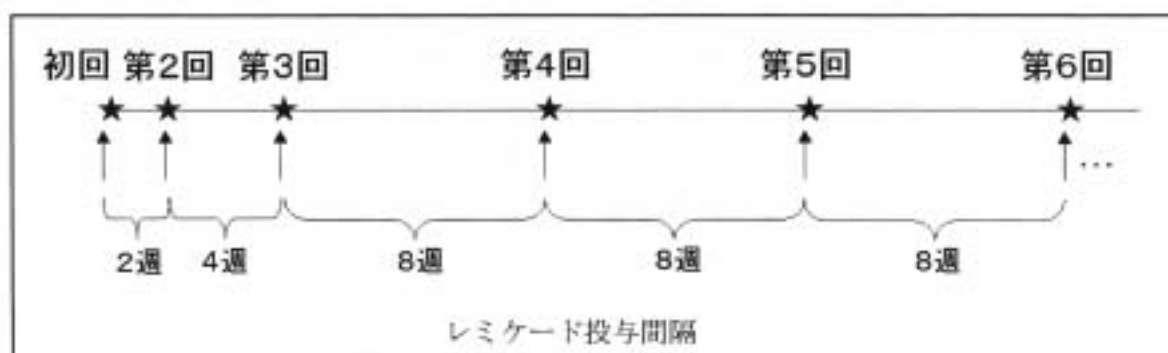 初回 第2回 第3回 第4回 第5回 第6回
…
2週 4週 8週 8週 8週
レミケード投与間隔